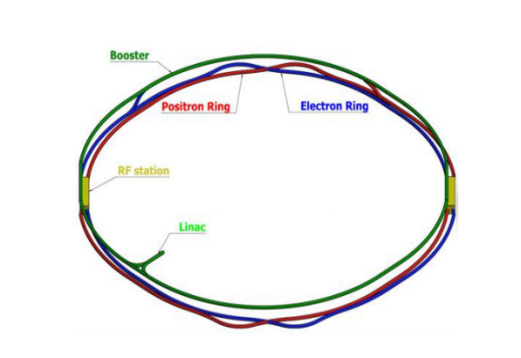 Booster
Positron Ring
Electron Ring
RF station
Linac